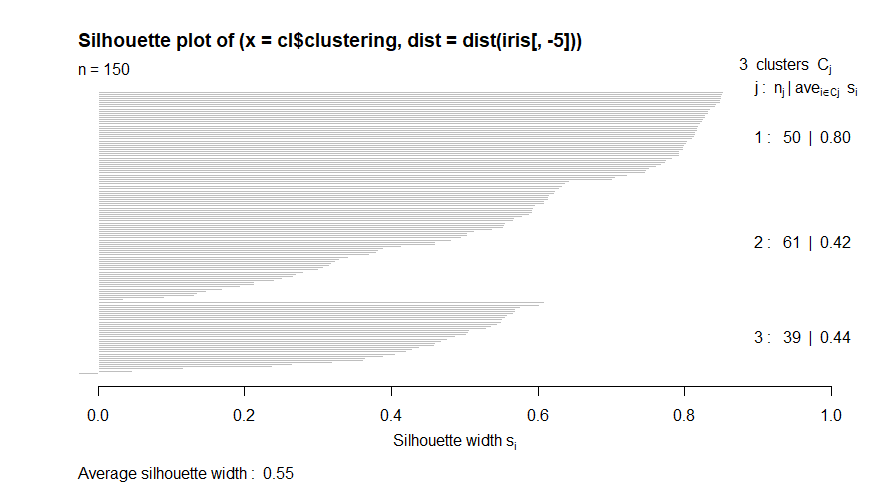 Silhouette plot of (x = cl$clustering, dist = dist(iris[, -5]))
n = 150
3 clusters Cj
j : nj | avei∈Cj si
1 : 50 | 0.80
2 : 61 | 0.42
3 : 39 | 0.44
0.0 0.2 0.4 0.6 0.8 1.0
Silhouette width si
Average silhouette width : 0.55